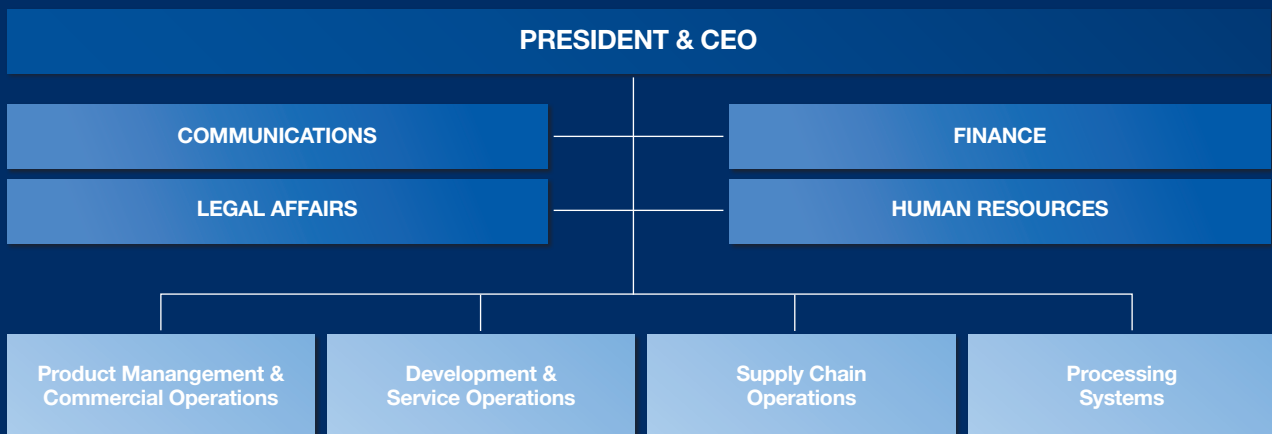 PRESIDENT & CEO
COMMUNICATIONS
FINANCE
LEGAL AFFAIRS
HUMAN RESOURCES
Product Manangement &
Commercial Operations
Development &
Service Operations
Supply Chain
Operations
Processing
Systems